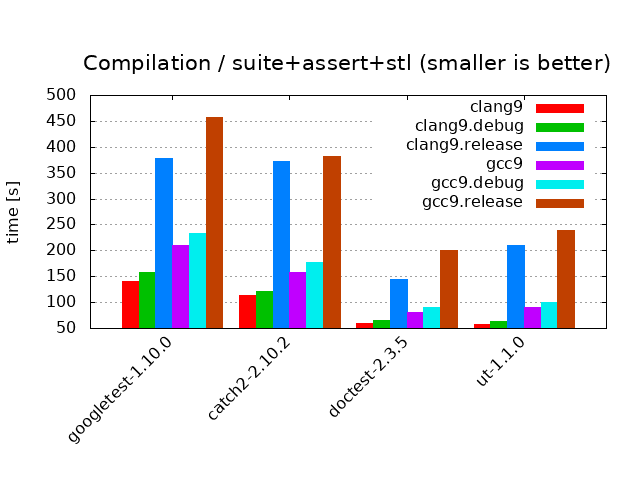 Compilation / suite+assert+stl (smaller is better)
time [s]
500
450
400
350
300
250
200
150
100
50
clang9
clang9.debug
clang9.release
gcc9
gcc9.debug
gcc9.release
googletest-1.10.0
catch2-2.10.2
doctest-2.3.5
ut-1.1.0